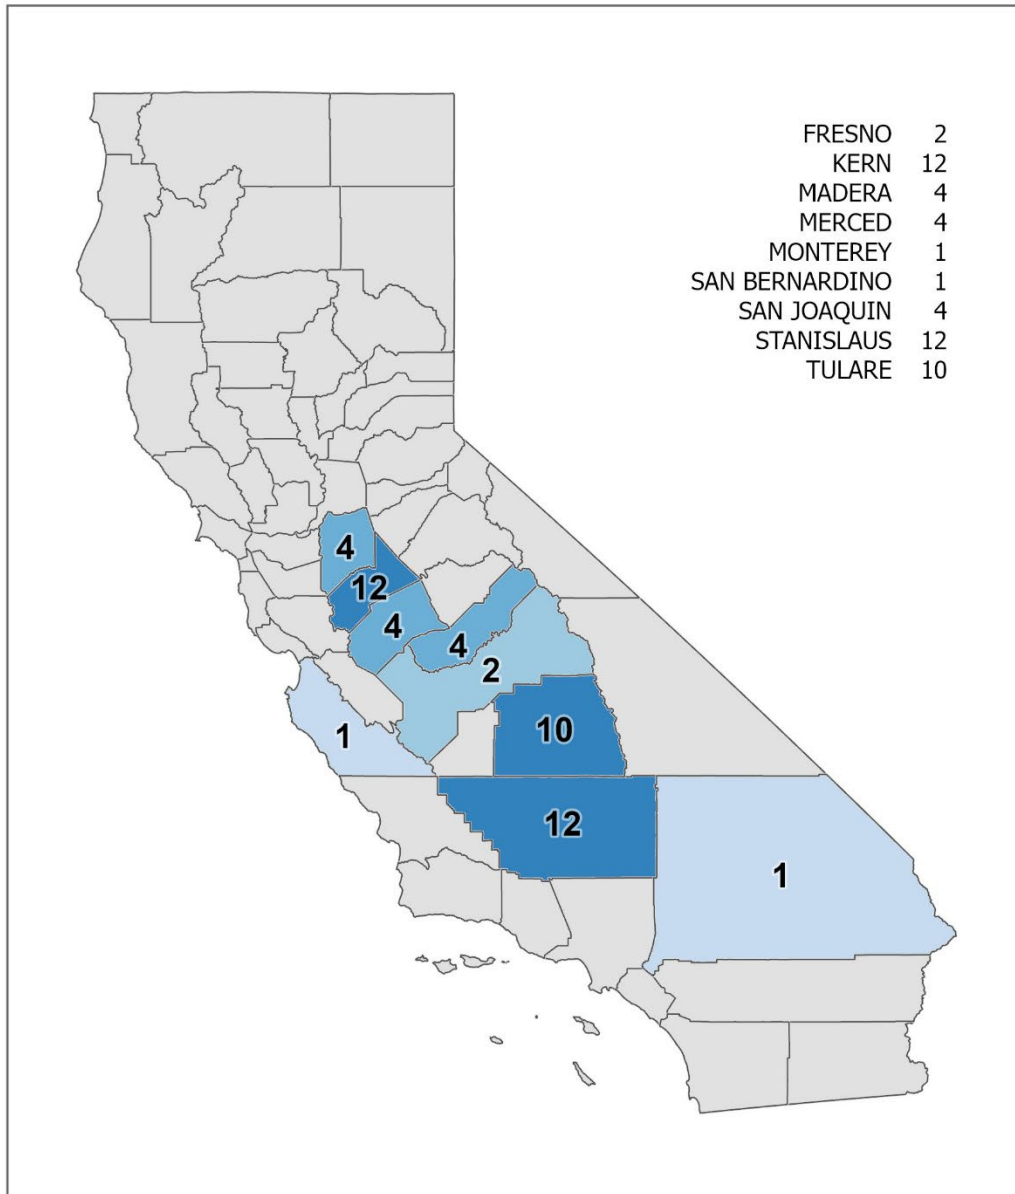 FRESNO 2
KERN 12
MADERA 4
MERCED 4
MONTEREY 1
SAN BERNARDINO 1
SAN JOAQUIN 4
STANISLAUS 12
TULARE 10
4
12
4
4
2
1
10
12
1